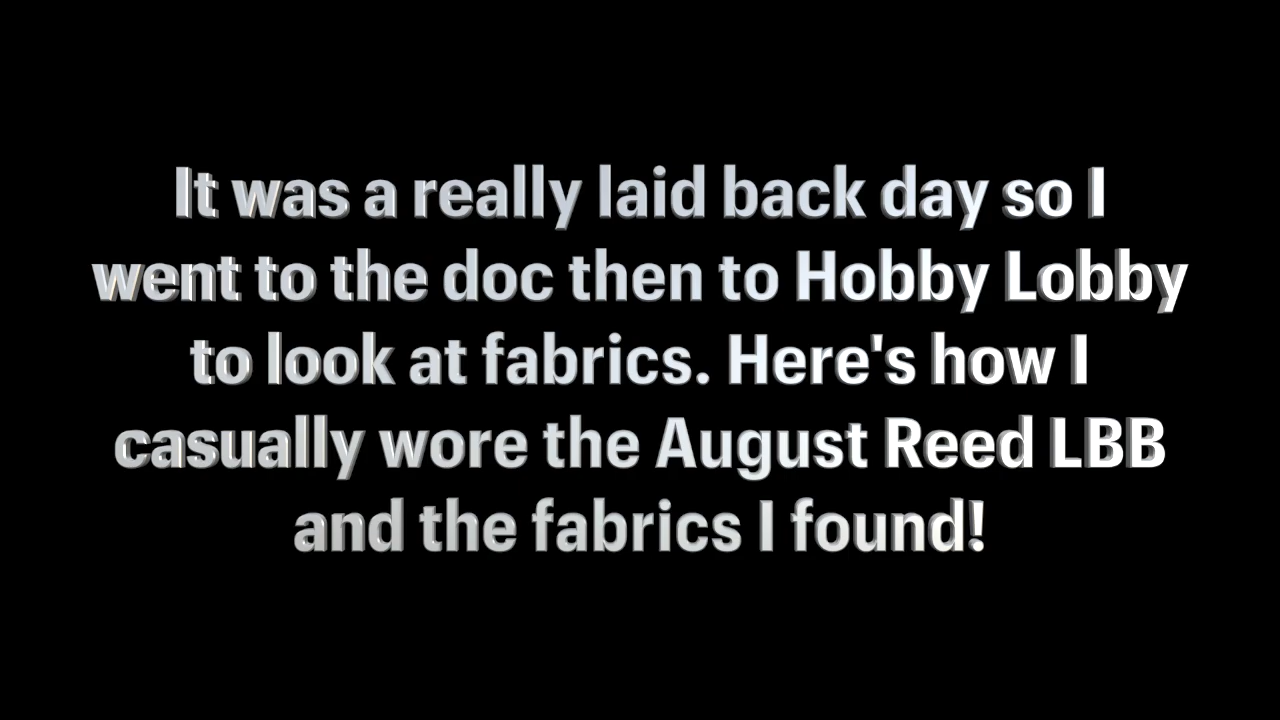 It was a really laid back day so I
went to the doc then to Hobby Lobby
to look at fabrics. Here's how I
casually wore the August Reed LBB
and the fabrics I found!